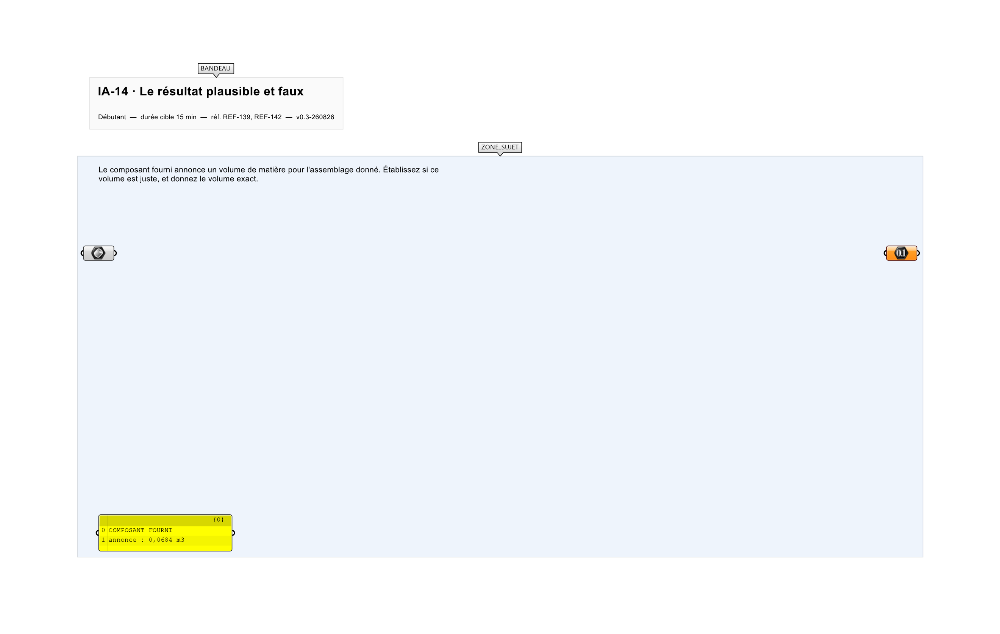 BANDEAU
IA-14 · Le résultat plausible et faux
Débutant — durée cible 15 min — réf. REF-139, REF-142 — v0.3-260826
ZONE_SUJET
Le composant fourni annonce un volume de matière pour l'assemblage donné. Établissez si ce
volume est juste, et donnez le volume exact.
0.1
{0}
0 COMPOSANT FOURNI
1 annonce : 0,0684 m3